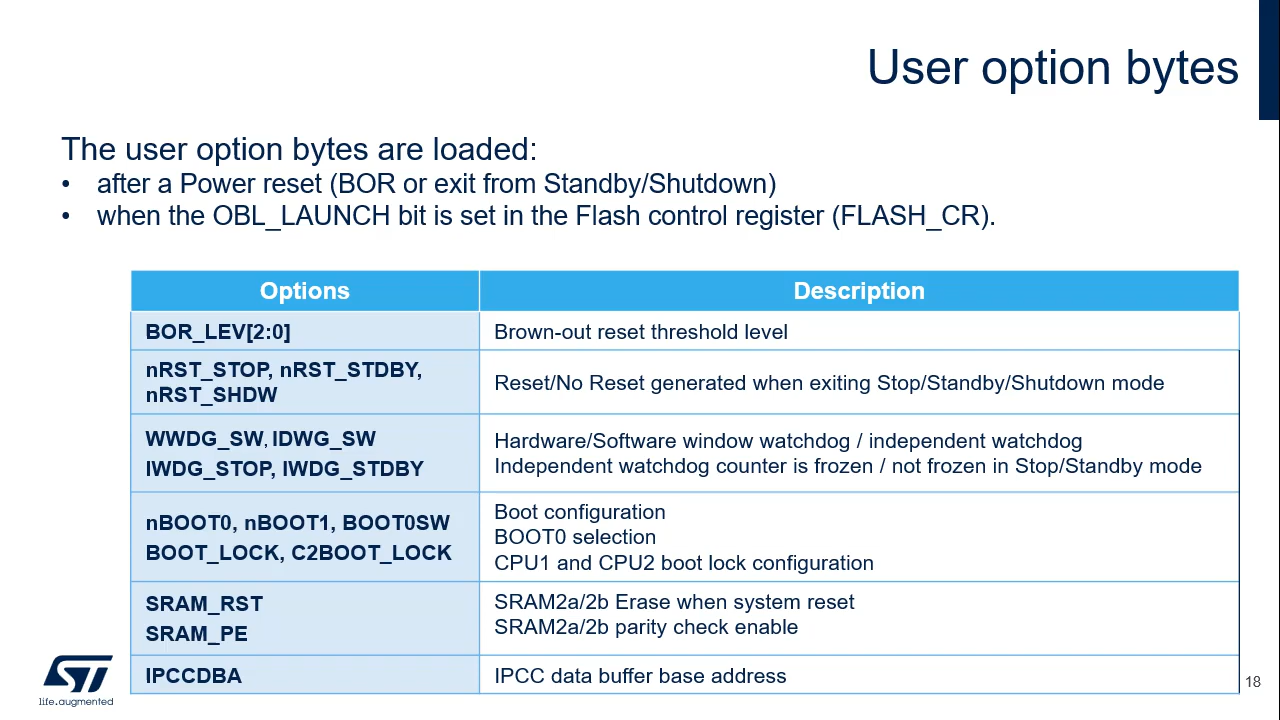 User option bytes
The user option bytes are loaded:
• after a Power reset (BOR or exit from Standby/Shutdown)
• when the OBL_LAUNCH bit is set in the Flash control register (FLASH_CR).
Options
Description
BOR_LEV[2:0]
Brown-out reset threshold level
nRST_STOP, nRST_STDBY,
nRST_SHDW
Reset/No Reset generated when exiting Stop/Standby/Shutdown mode
WWDG_SW, IDWG_SW
IWDG_STOP, IWDG_STDBY
Hardware/Software window watchdog / independent watchdog
Independent watchdog counter is frozen / not frozen in Stop/Standby mode
nBOOT0, nBOOT1, BOOT0SW
BOOT_LOCK, C2BOOT_LOCK
Boot configuration
BOOT0 selection
CPU1 and CPU2 boot lock configuration
SRAM_RST
SRAM_PE
SRAM2a/2b Erase when system reset
SRAM2a/2b parity check enable
IPCCDBA
IPCC data buffer base address
ST
life.augmented
18